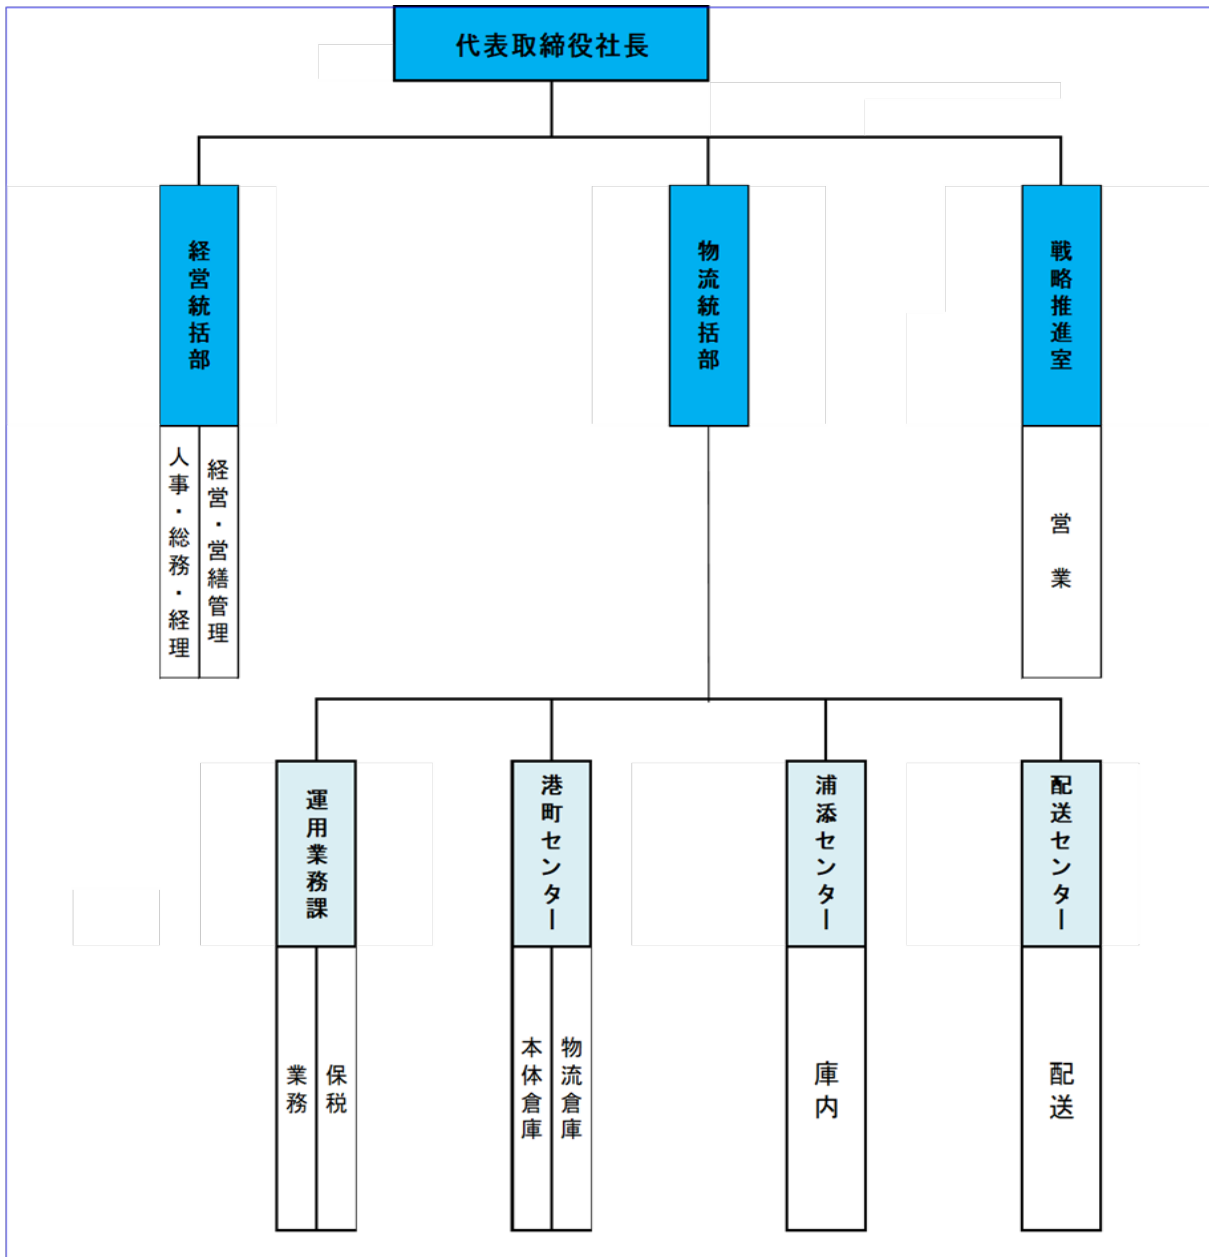 代表取締役社長
経営統括部
物流統括部
戦略推進室
人事・総務・経理
経営・営繕管理
営業
運用業務課
港町センター
浦添センター
配送センター
業務
保税
本体倉庫
物流倉庫
庫内
配送